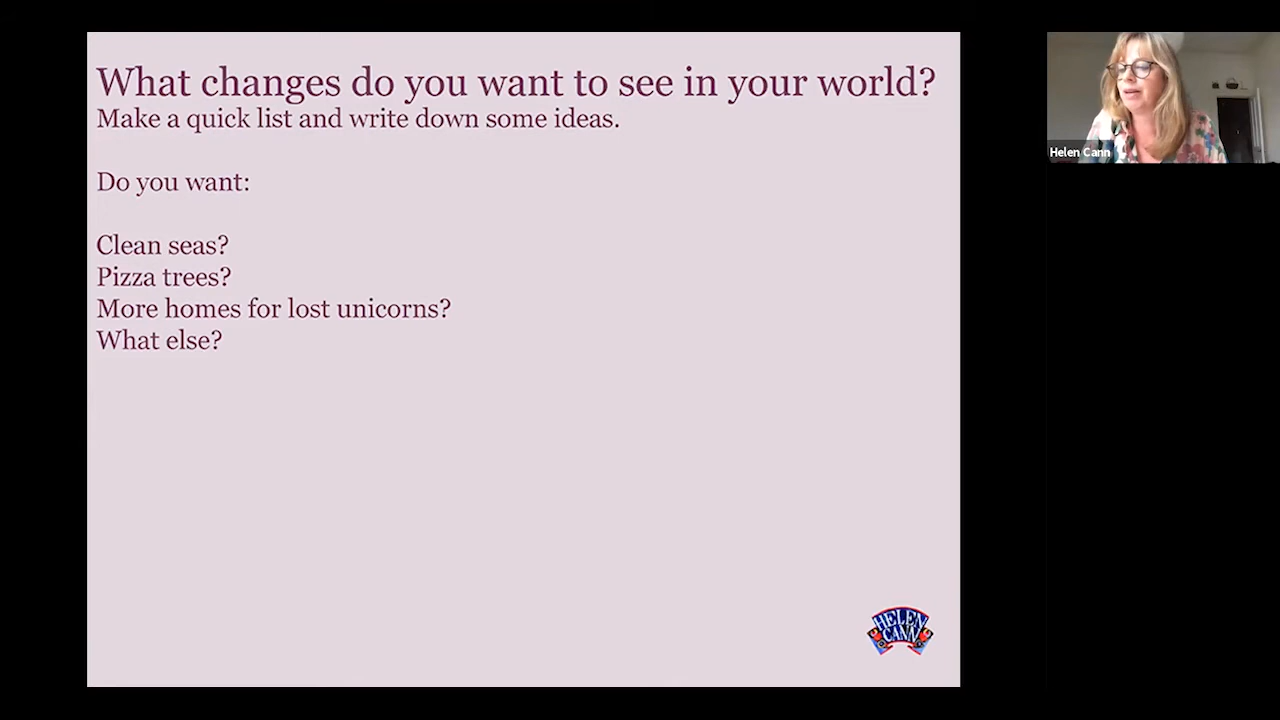 What changes do you want to see in your world?
Make a quick list and write down some ideas.
Do you want:
Clean seas?
Pizza trees?
More homes for lost unicorns?
What else?
Helen Cann
HELEN
CANN